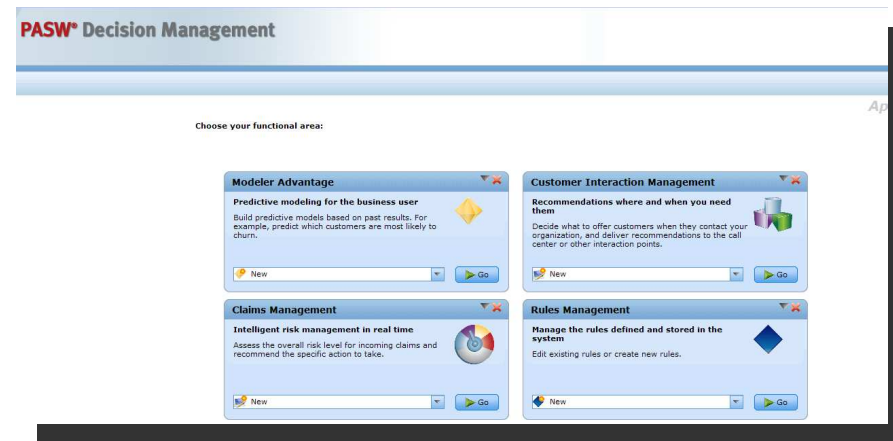 PASW® Decision Management
Ap
Choose your functional area:
Modeler Advantage
Predictive modeling for the business user
Build predictive models based on past results. For
example, predict which customers are most likely to
churn.
New
Go
Customer Interaction Management
Recommendations where and when you need
them
Decide what to offer customers when they contact your
organization, and deliver recommendations to the call
center or other interaction points.
New
Go
Claims Management
Intelligent risk management in real time
Assess the overall risk level for incoming claims and
recommend the specific action to take.
New
Go
Rules Management
Manage the rules defined and stored in the
system
Edit existing rules or create new rules.
New
Go